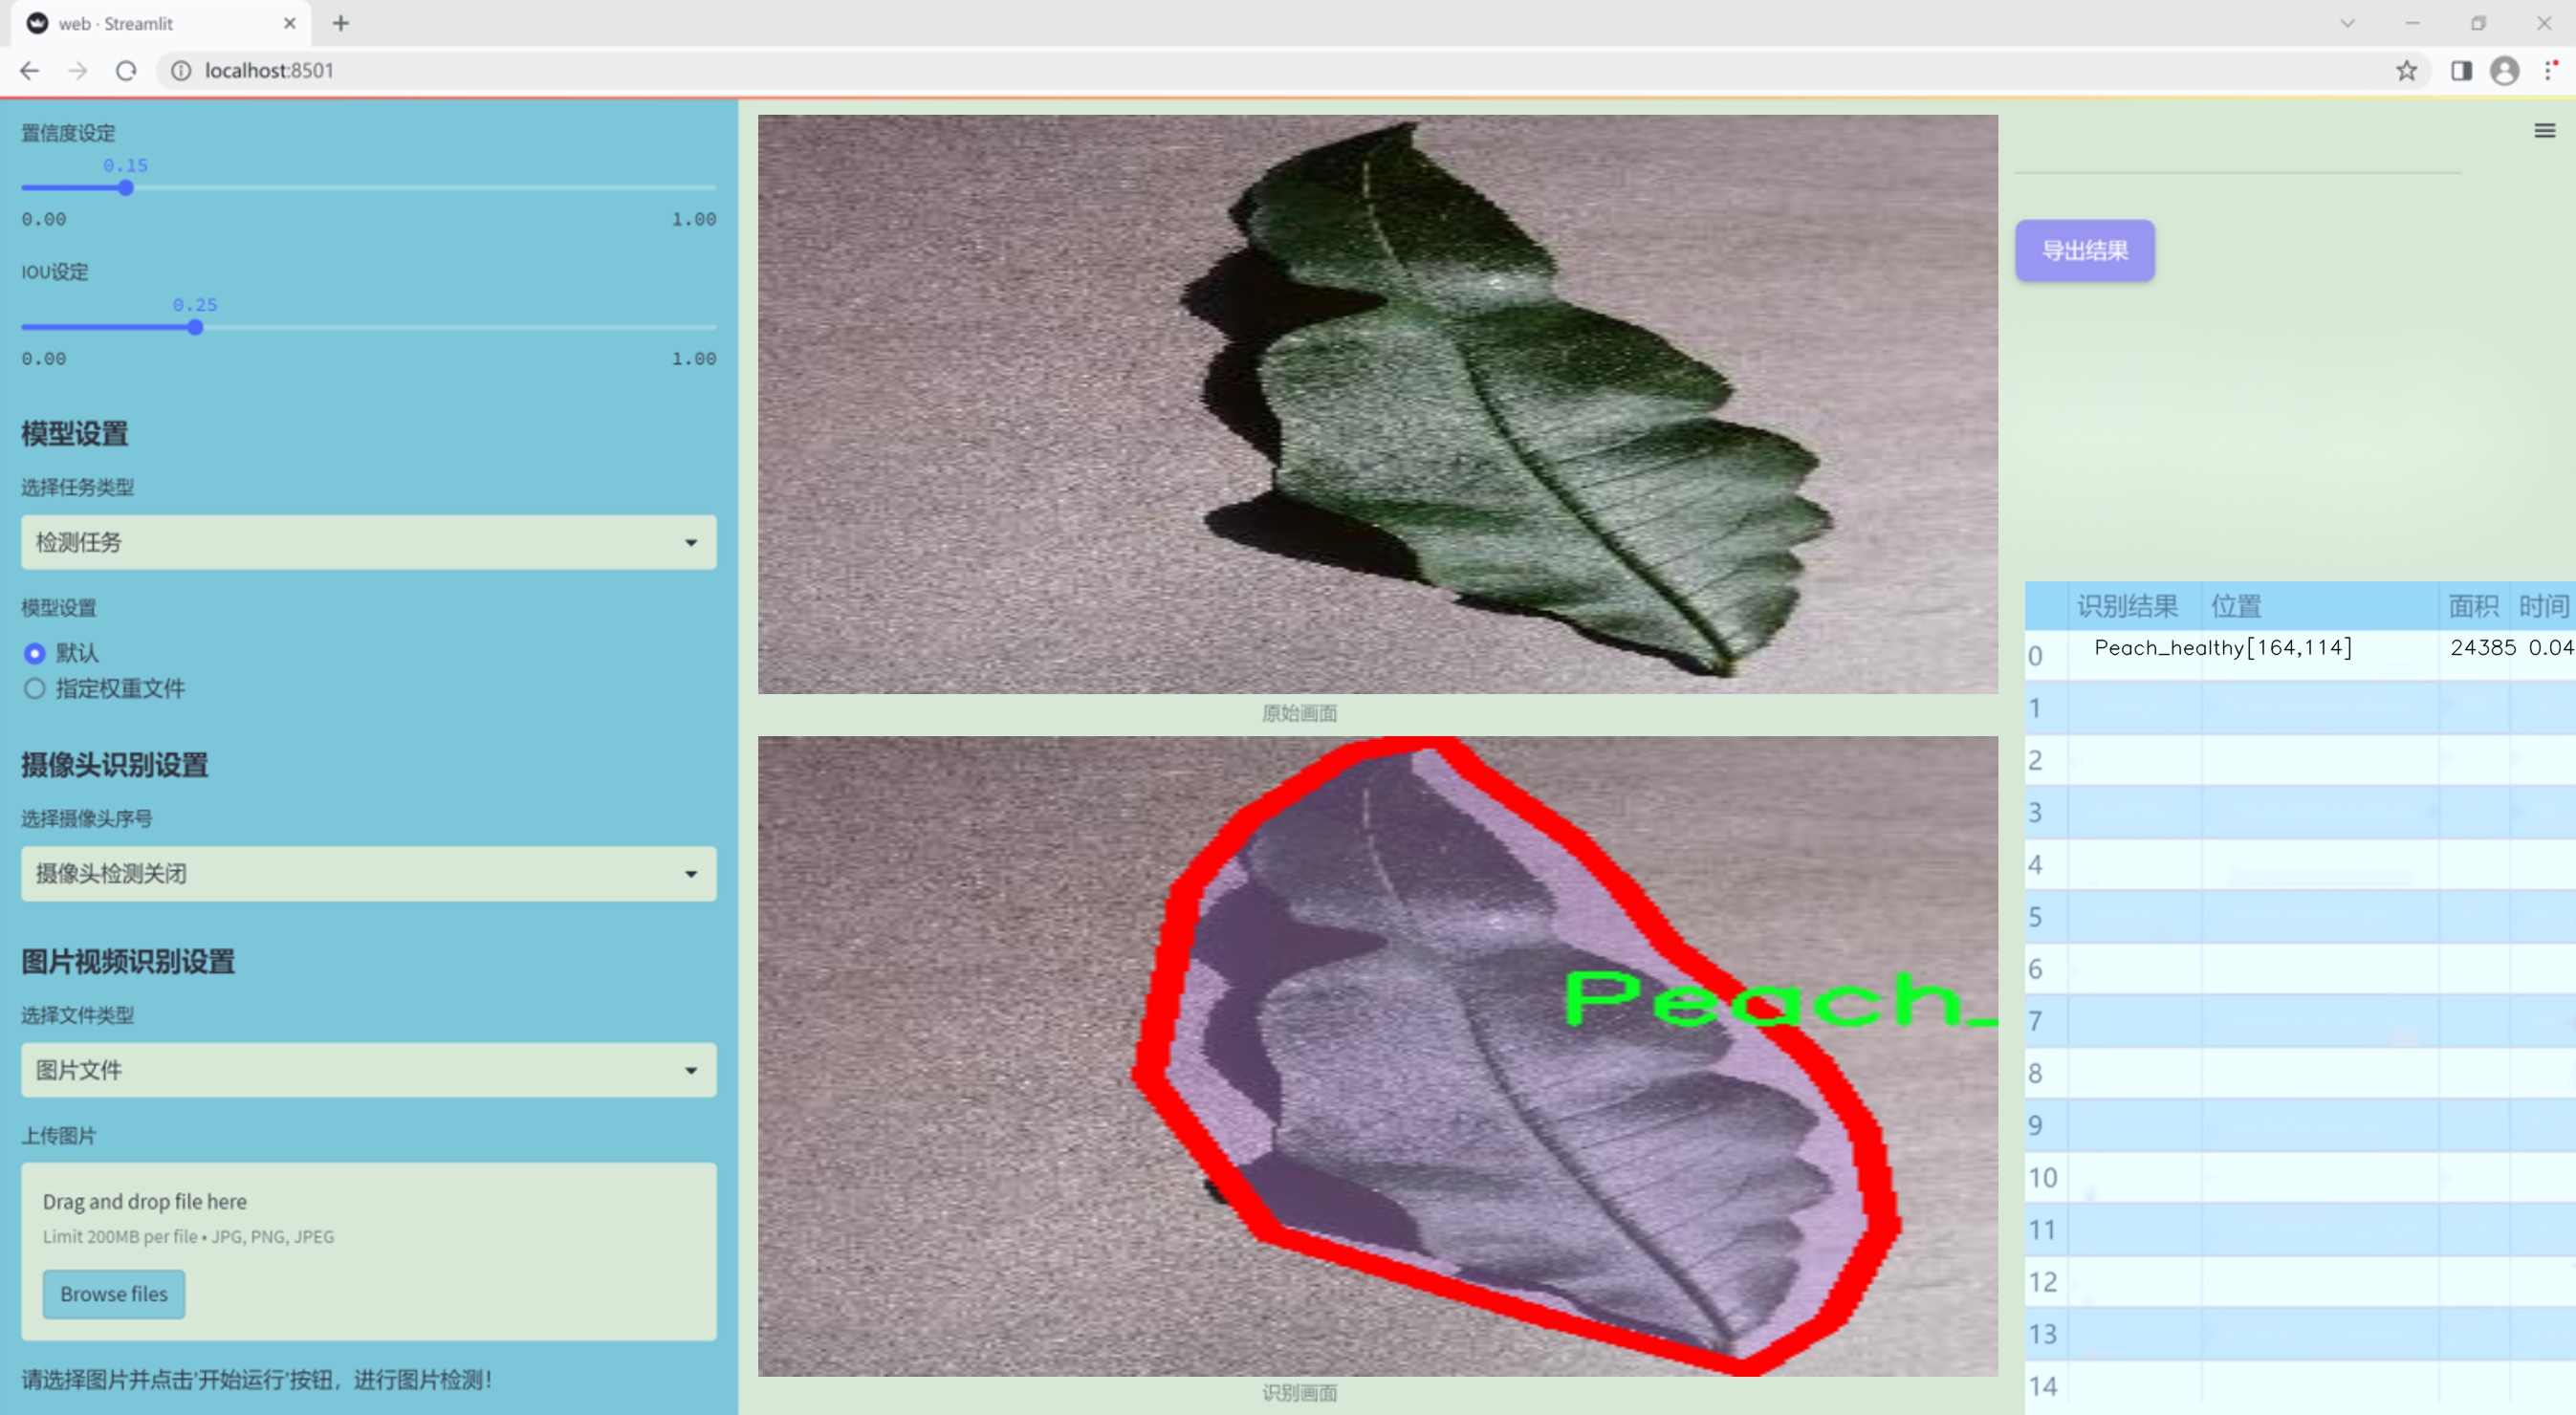 web · Streamlit
localhost:8501
置信度设定
0.15
0.00 1.00
IOU设定
0.25
0.00 1.00
模型设置
选择任务类型
检测任务
模型设置
默认
指定权重文件
摄像头识别设置
选择摄像头序号
摄像头检测关闭
图片视频识别设置
选择文件类型
图片文件
上传图片
Drag and drop file here
Limit 200MB per file • JPG, PNG, JPEG
Browse files
请选择图片并点击'开始运行'按钮，进行图片检测！
原始画面
Peach_
识别画面
导出结果
识别结果 位置 面积 时间
0 Peach_healthy[164,114] 24385 0.04
1
2
3
4
5
6
7
8
9
10
11
12
13
14